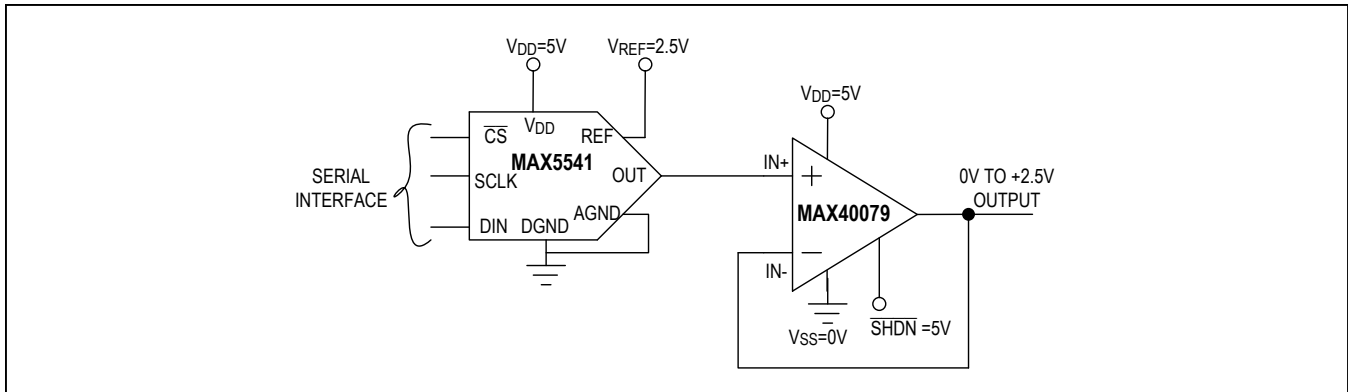 VDD=5V
VREF=2.5V
VDD=5V
CS
VDD
REF
MAX5541
SERIAL
INTERFACE
SCLK
OUT
DIN
DGND
AGND
IN+
+
MAX40079
0V TO +2.5V
OUTPUT
−
IN-
VSS=0V
SHDN =5V